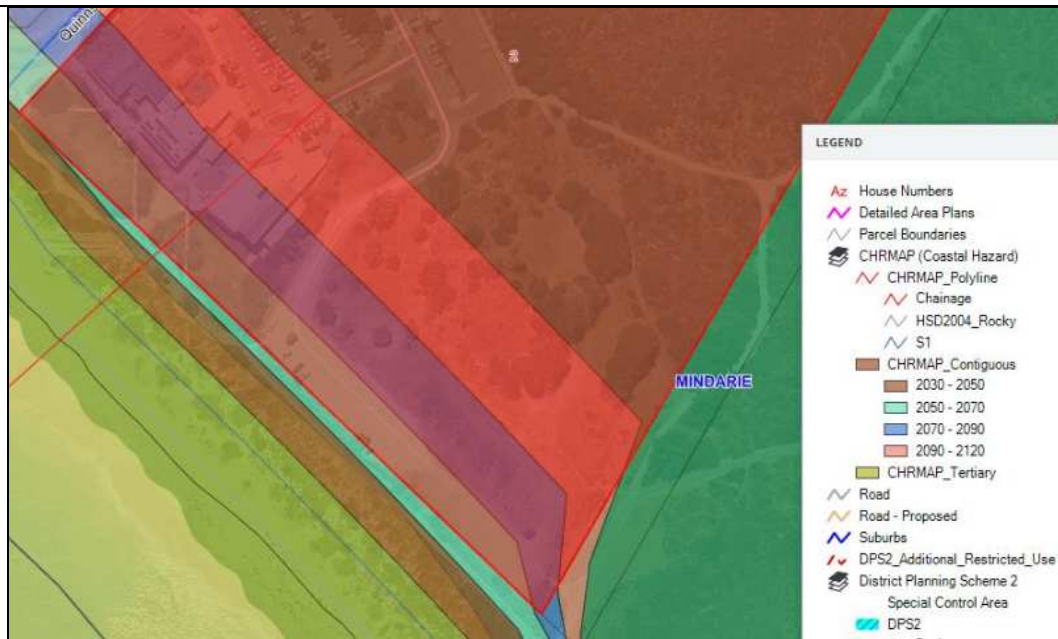 Quinn
MINDARIE
LEGEND
Az House Numbers
Detailed Area Plans
Parcel Boundaries
CHRMAP (Coastal Hazard)
CHRMAP_Polyline
Chainage
HSD2004_Rocky
S1
CHRMAP_Contiguous
2030 - 2050
2050 - 2070
2070 - 2090
2090 - 2120
CHRMAP_Tertiary
Road
Road - Proposed
Suburbs
DPS2_Additional_Restricted_Use
District Planning Scheme 2
Special Control Area
DPS2